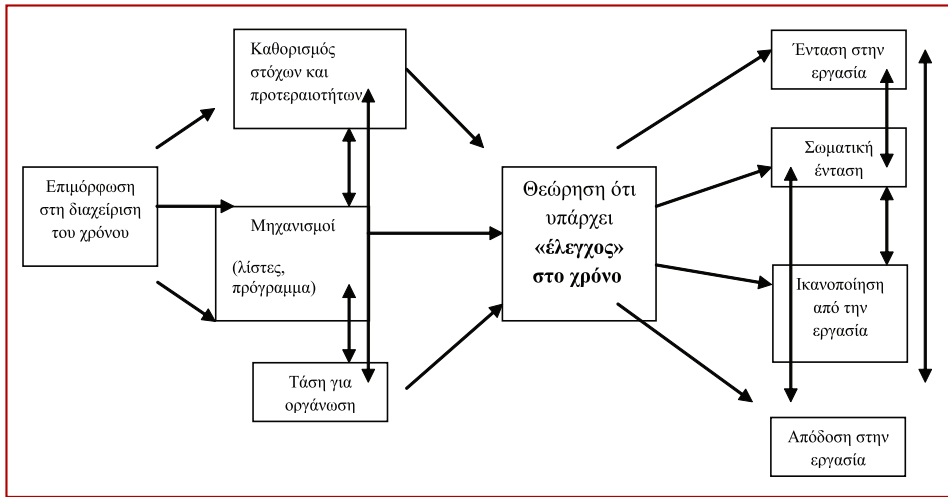 Επιμόρφωση
στη διαχείριση
του χρόνου
Καθορισμός
στόχων και
προτεραιοτήτων
Μηχανισμοί
(λίστες,
πρόγραμμα)
Τάση για
οργάνωση
Θεώρηση ότι
υπάρχει
«έλεγχος»
στο χρόνο
Ένταση στην
εργασία
Σωματική
ένταση
Ικανοποίηση
από την
εργασία
Απόδοση στην
εργασία